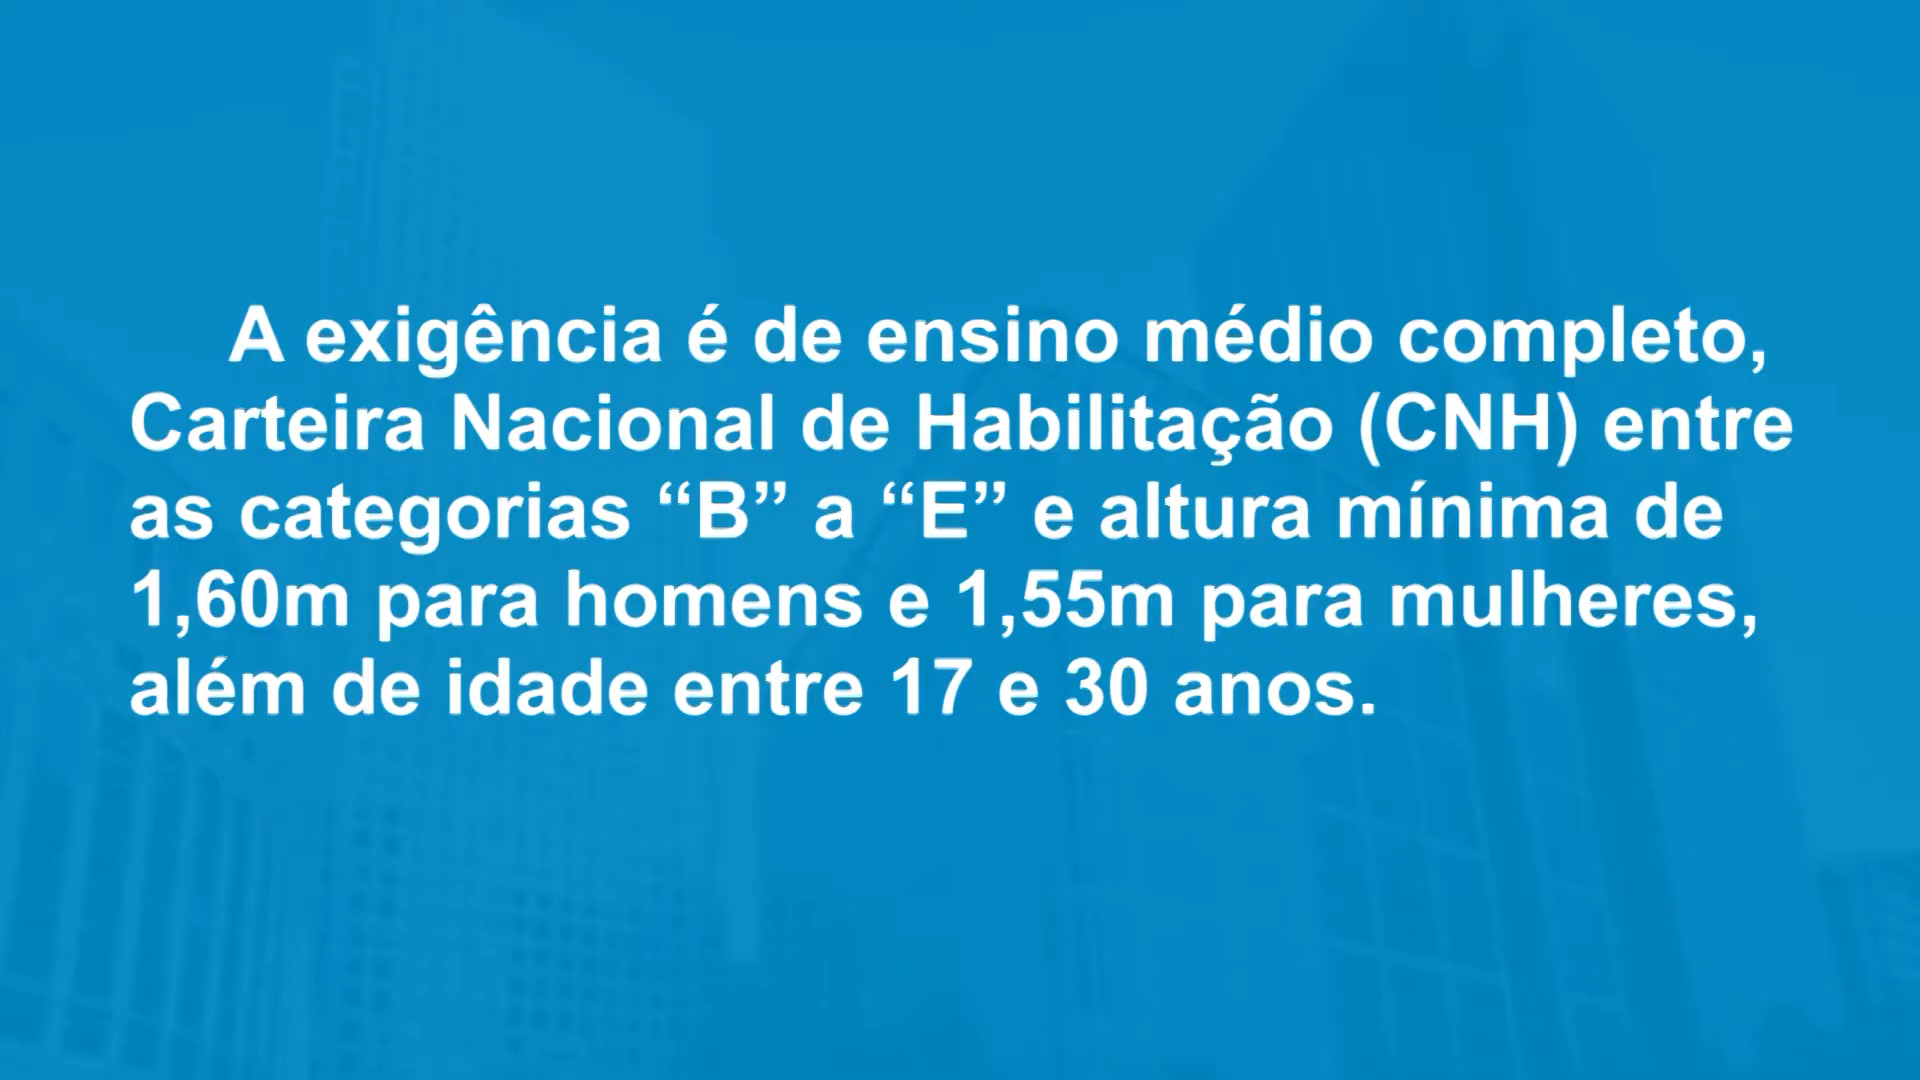 A exigência é de ensino médio completo,
Carteira Nacional de Habilitação (CNH) entre
as categorias “B” a “E” e altura mínima de
1,60m para homens e 1,55m para mulheres,
além de idade entre 17 e 30 anos.